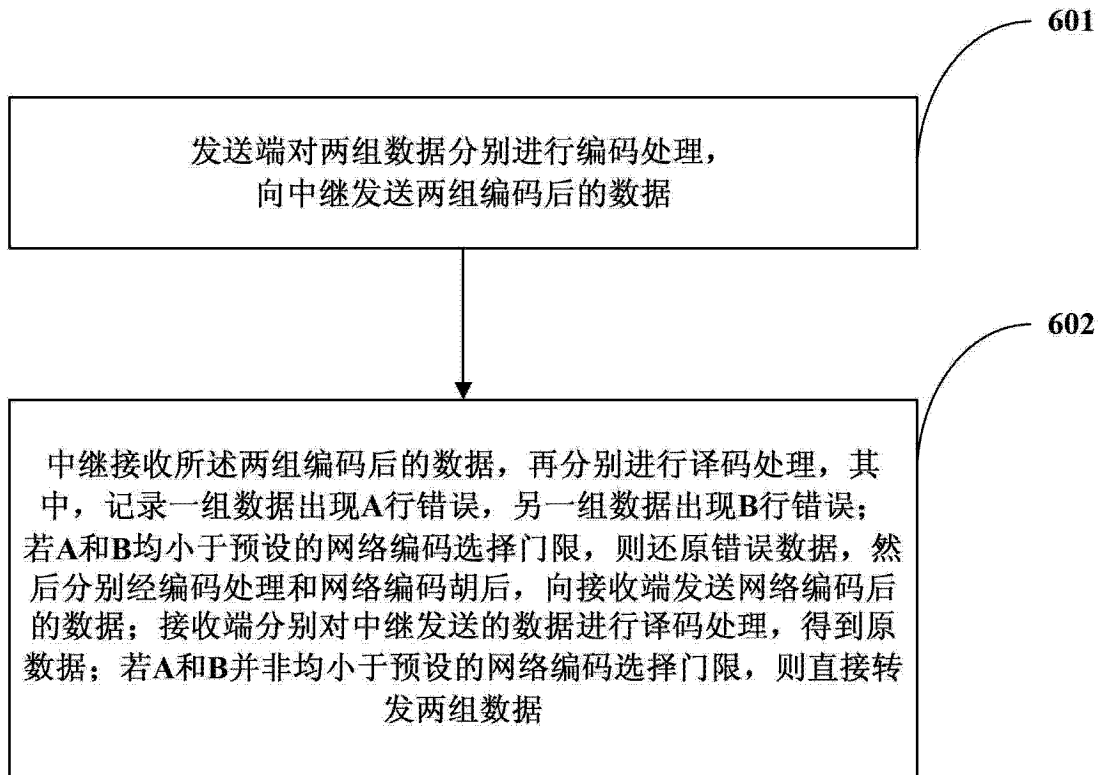 601
发送端对两组数据分别进行编码处理，
向中继发送两组编码后的数据
602
中继接收所述两组编码后的数据，再分别进行译码处理，其
中，记录一组数据出现A行错误，另一组数据出现B行错误；
若A和B均小于预设的网络编码选择门限，则还原错误数据，然
后分别经编码处理和网络编码胡后，向接收端发送网络编码后
的数据；接收端分别对中继发送的数据进行译码处理，得到原
数据；若A和B并非均小于预设的网络编码选择门限，则直接转
发两组数据